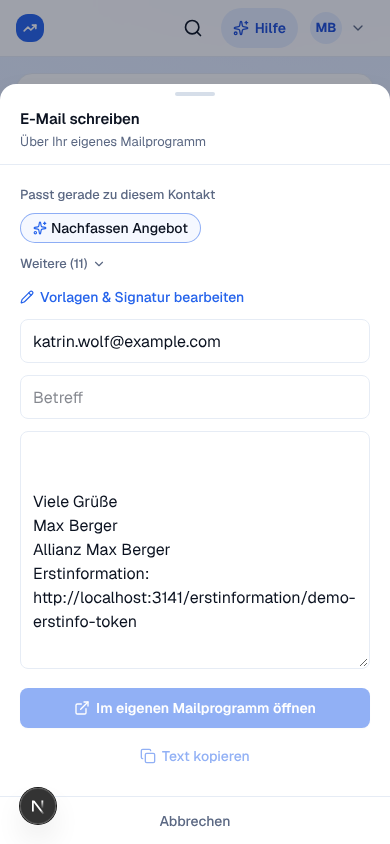 Hilfe
MB
E-Mail schreiben
Über Ihr eigenes Mailprogramm
Passt gerade zu diesem Kontakt
Nachfassen Angebot
Weitere (11)
Vorlagen & Signatur bearbeiten
katrin.wolf@example.com
Betreff
Viele Grüße
Max Berger
Allianz Max Berger
Erstinformation:
http://localhost:3141/erstinformation/demo-
erstinfo-token
Im eigenen Mailprogramm öffnen
Text kopieren
N
Abbrechen